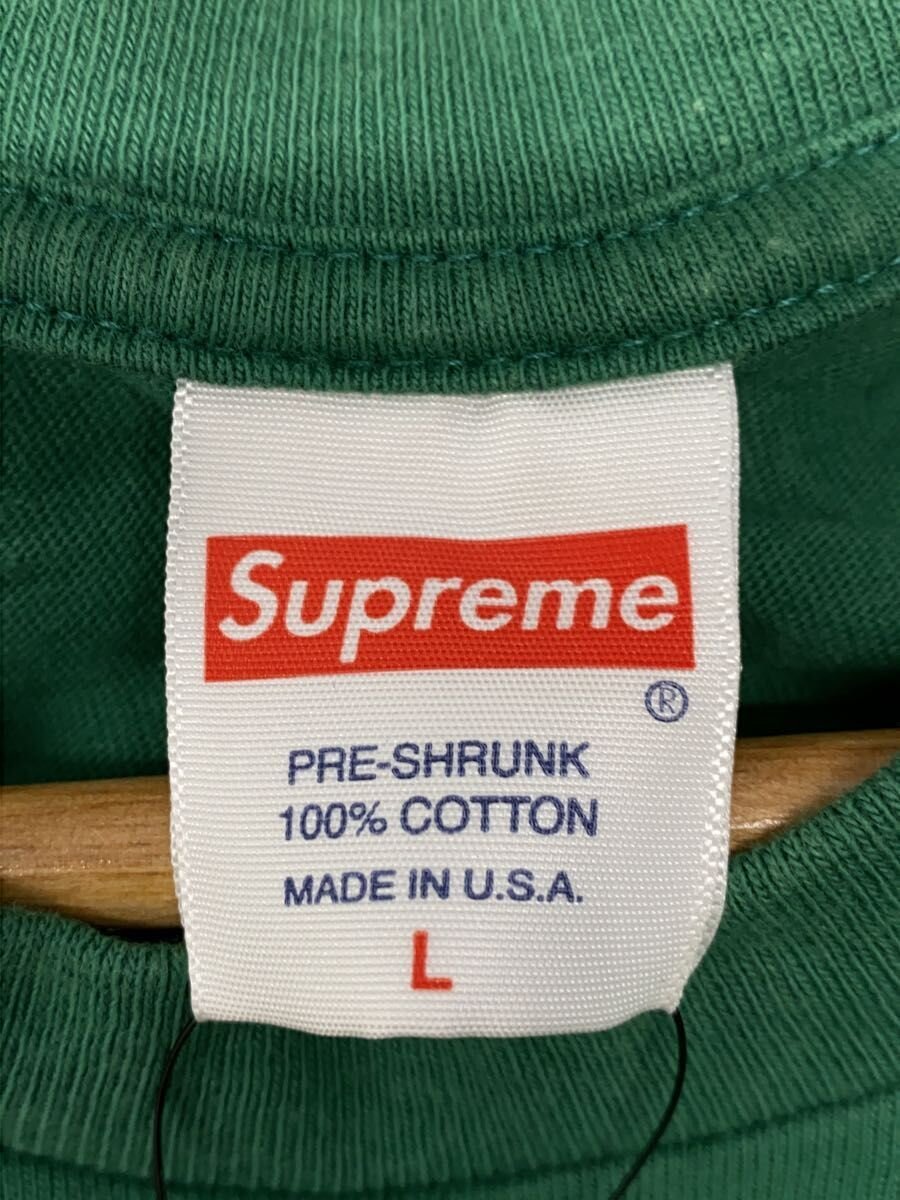 Supreme
®
PRE-SHRUNK
100% COTTON
MADE IN U.S.A.
L